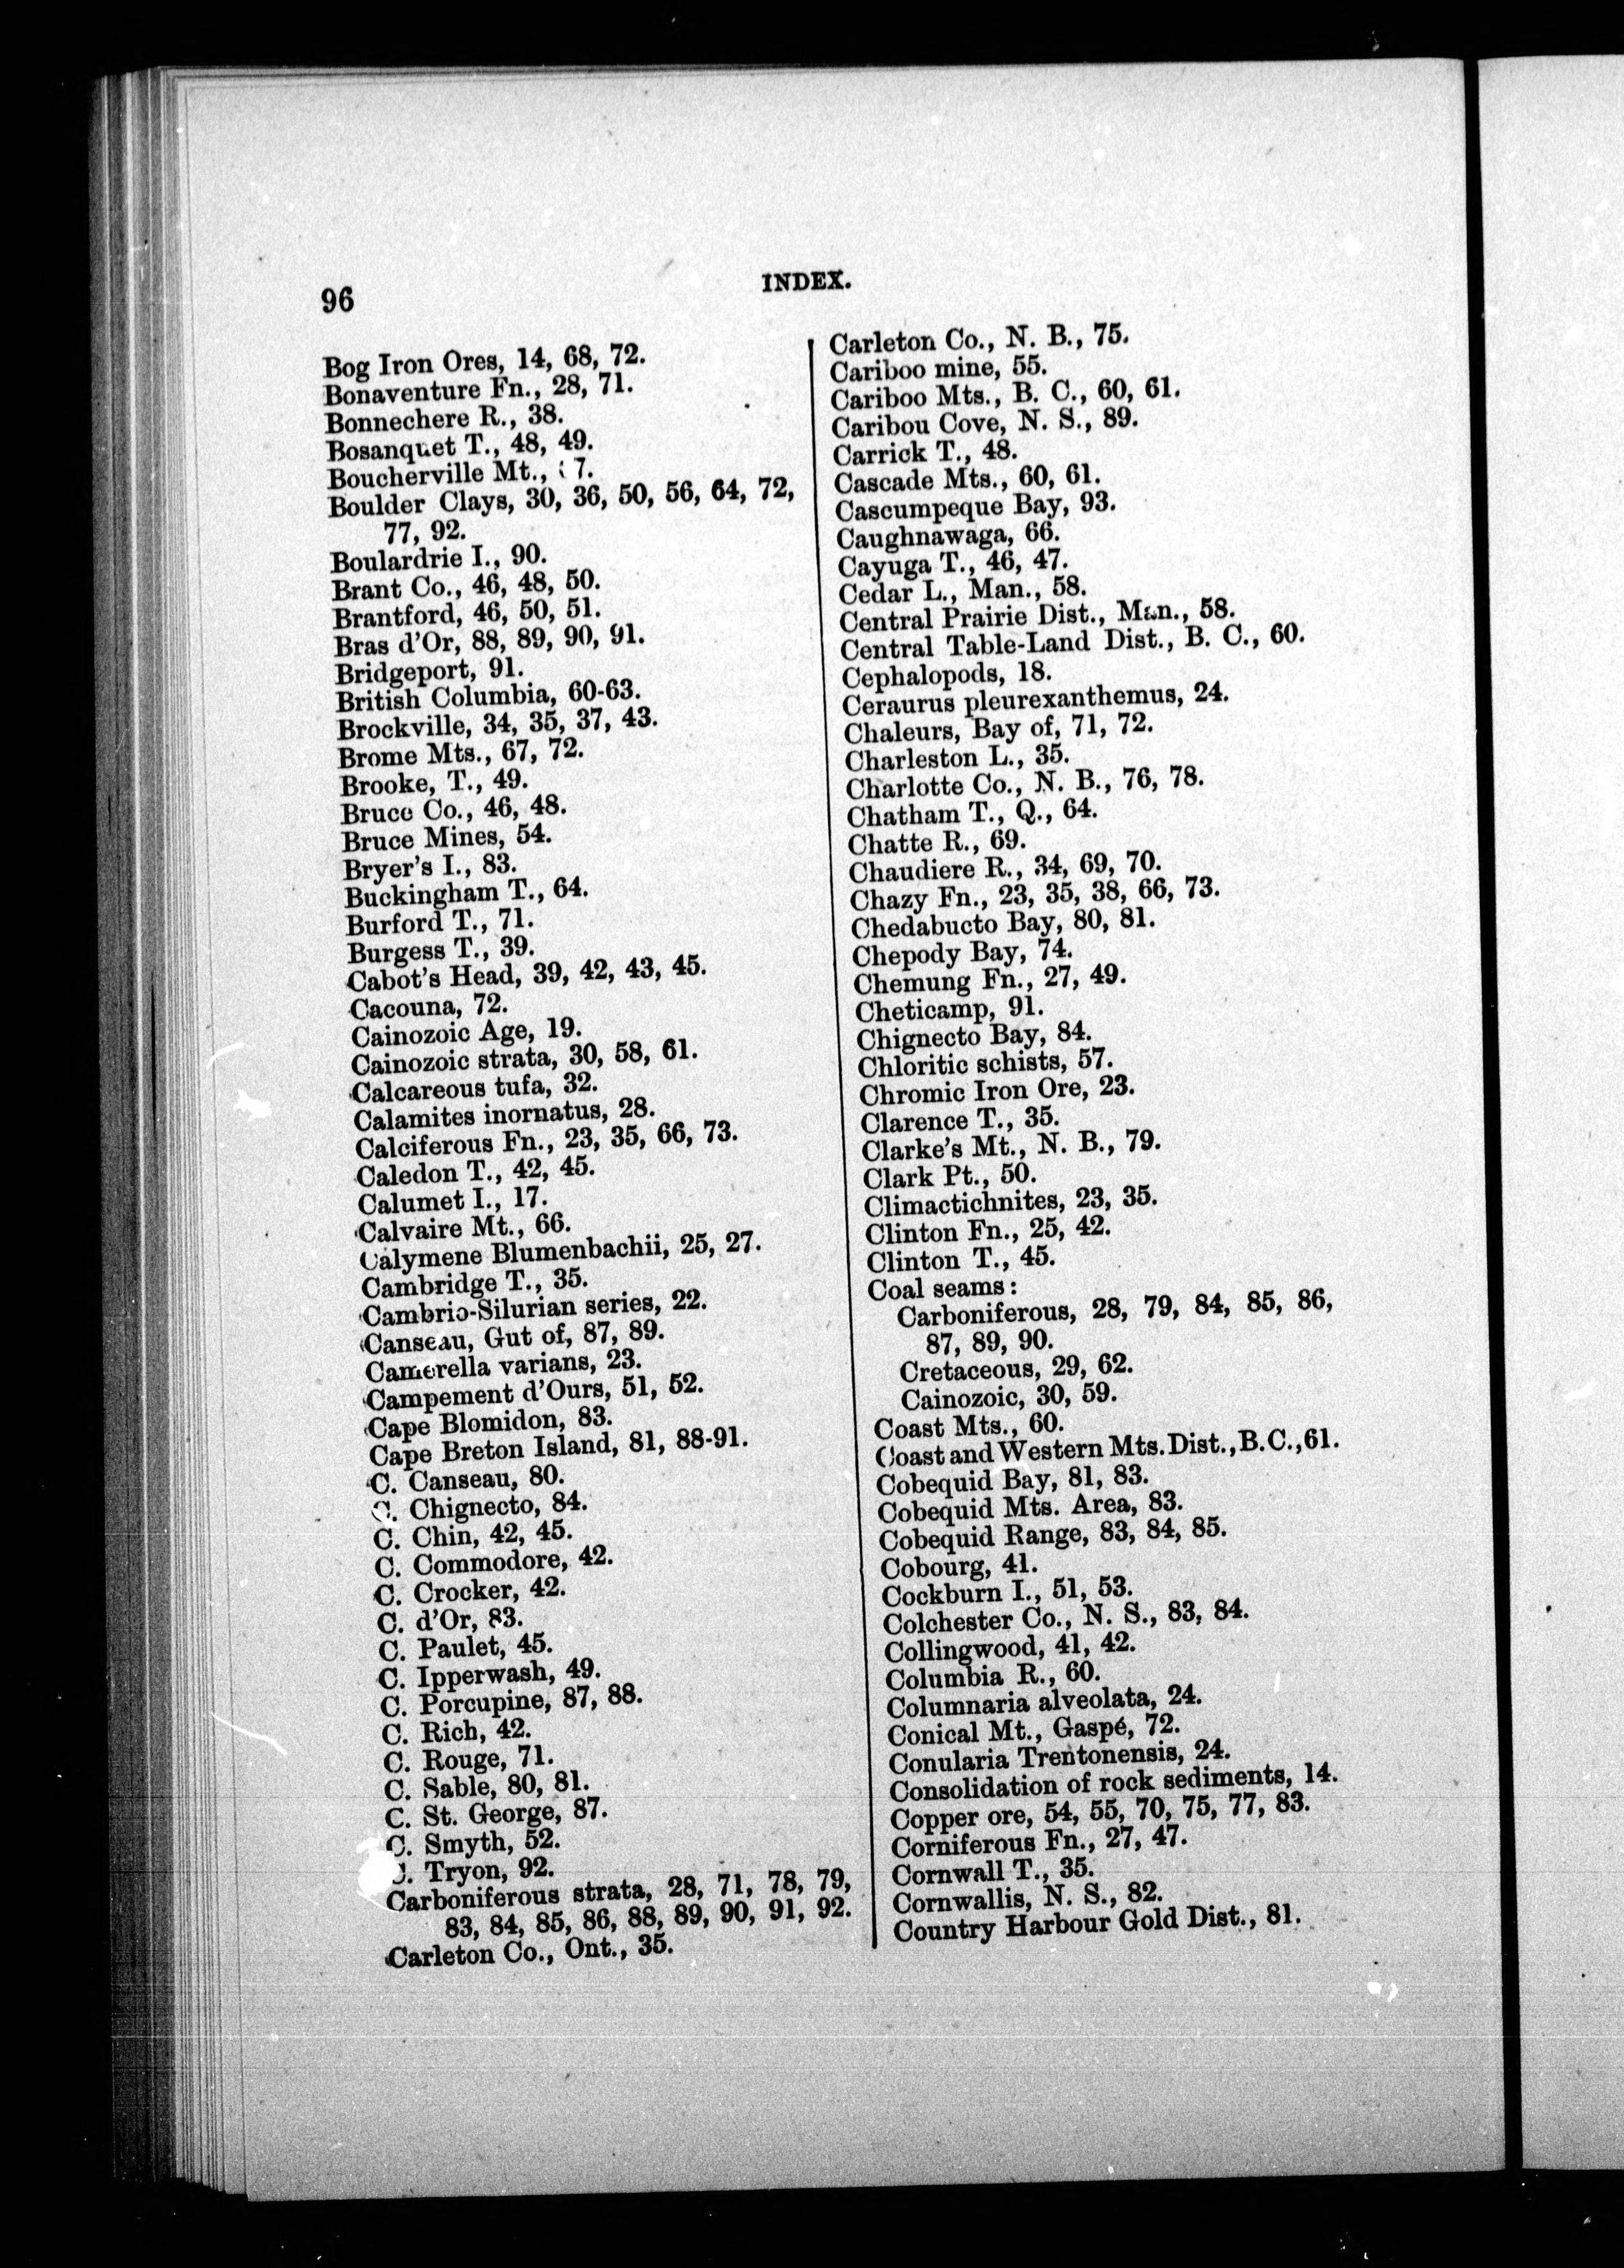 96
INDEX.
Bog Iron Ores, 14, 68, 72.
Bonaventure Fn., 28, 71.
Bonnechere R., 38.
Bosanquet T., 48, 49.
Boucherville Mt.,
Boulder Clays, 30, 36, 50, 56, 64, 72,
77, 92.
Boulardrie I., 90.
Brant Co., 46, 48, 50.
Brantford, 46, 50, 51.
Bras d'Or, 88, 89, 90, 91.
Bridgeport, 91.
British Columbia, 60-63.
Brockville, 34, 35, 37, 43.
Brome Mts., 67, 72.
Brooke, T., 49.
Bruce Co., 46, 48.
Bruce Mines, 54.
Bryer's I., 83.
Buckingham T., 64.
Burford T., 71.
Burgess T., 39.
Cabot's Head, 39, 42, 43, 45.
Cacouna, 72.
Cainozoic Age, 19.
Cainozoic strata, 30, 58, 61.
Calcareous tufa, 32.
Calamites inornatus, 28.
Calciferous Fn., 23, 35, 66, 73.
Caledon T., 42, 45.
Calumet I., 17.
Calvaire Mt., 66.
Calymene Blumenbachii, 25, 27.
Cambridge T., 35.
Cambrio-Silurian series, 22.
Canseau, Gut of, 87, 89.
Camerella varians, 23.
Campement d'Ours, 51, 52.
Cape Blomidon, 83.
Cape Breton Island, 81, 88-91.
C. Canseau, 80.
C. Chignecto, 84.
C. Chin, 42, 45.
C. Commodore, 42.
C. Crocker, 42.
C. d'Or, 83.
C. Paulet, 45.
C. Ipperwash, 49.
C. Porcupine, 87, 88.
C. Rich, 42.
C. Rouge, 71.
C. Sable, 80, 81.
C. St. George, 87.
C. Smyth, 52.
C. Tryon, 92.
Carboniferous strata, 28, 71, 78, 79,
83, 84, 85, 86, 88, 89, 90, 91, 92.
Carleton Co., Ont., 35.
Carleton Co., N. B., 75.
Cariboo mine, 55.
Cariboo Mts., B. C., 60, 61.
Caribou Cove, N. S., 89.
Carrick T., 48.
Cascade Mts., 60, 61.
Cascumpeque Bay, 93.
Caughnawaga, 66.
Cayuga T., 46, 47.
Cedar L., Man., 58.
Central Prairie Dist., Man., 58.
Central Table-Land Dist., B. C., 60.
Cephalopods, 18.
Ceraurus pleurexanthemus, 24.
Chaleurs, Bay of, 71, 72.
Charleston L., 35.
Charlotte Co., N. B., 76, 78.
Chatham T., Q., 64.
Chatte R., 69.
Chaudiere R., 34, 69, 70.
Chazy Fn., 23, 35, 38, 66, 73.
Chedabucto Bay, 80, 81.
Chepody Bay, 74.
Chemung Fn., 27, 49.
Cheticamp, 91.
Chignecto Bay, 84.
Chloritic schists, 57.
Chromic Iron Ore, 23.
Clarence T., 35.
Clarke's Mt., N. B., 79.
Clark Pt., 50.
Climactichnites, 23, 35.
Clinton Fn., 25, 42.
Clinton T., 45.
Coal seams:
Carboniferous, 28, 79, 84, 85, 86,
87, 89, 90.
Cretaceous, 29, 62.
Cainozoic, 30, 59.
Coast Mts., 60.
Coast and Western Mts. Dist., B.C., 61.
Cobequid Bay, 81, 83.
Cobequid Mts. Area, 83.
Cobequid Range, 83, 84, 85.
Cobourg, 41.
Cockburn I., 51, 53.
Colchester Co., N. S., 83, 84.
Collingwood, 41, 42.
Columbia R., 60.
Columnaria alveolata, 24.
Conical Mt., Gaspé, 72.
Conularia Trentonensis, 24.
Consolidation of rock sediments, 14.
Copper ore, 54, 55, 70, 75, 77, 83.
Corniferous Fn., 27, 47.
Cornwall T., 35.
Cornwallis, N. S., 82.
Country Harbour Gold Dist., 81.